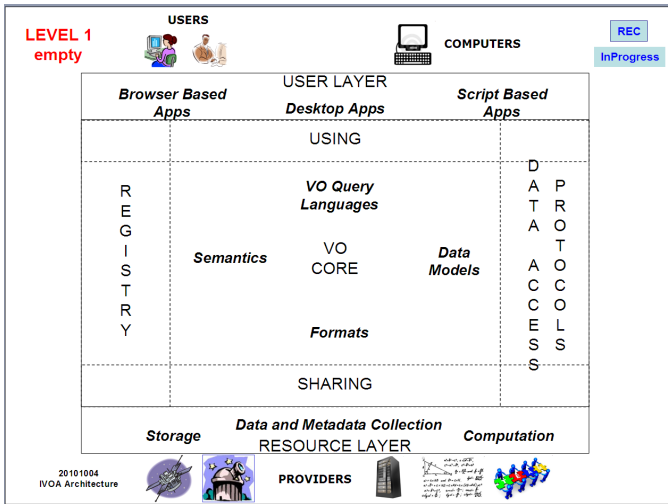 LEVEL 1
empty
USERS
COMPUTERS
REC
InProgress
USER LAYER
Browser Based
Apps
Desktop Apps
Script Based
Apps
USING
REGISTRY
VO Query
Languages
Semantics
VO
CORE
Data
Models
Formats
DATA ACCESS
PROTOCOLS
SHARING
Data and Metadata Collection
Storage
RESOURCE LAYER
Computation
20101004
IVOA Architecture
PROVIDERS